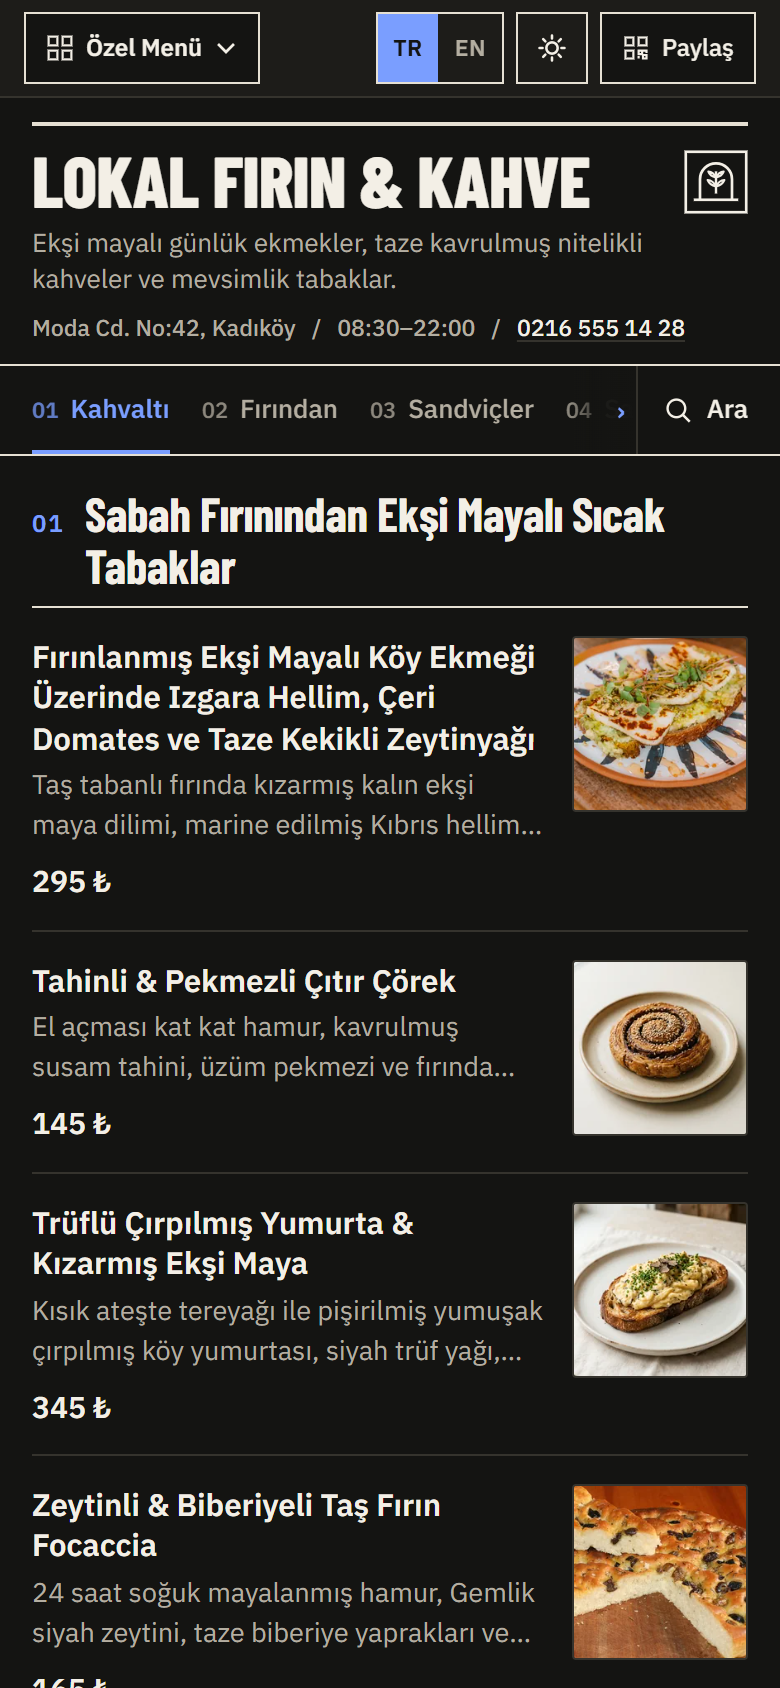 Özel Menü
TR EN
Paylaş
LOKAL FIRIN & KAHVE
Ekşi mayalı günlük ekmekler, taze kavrulmuş nitelikli
kahveler ve mevsimlik tabaklar.
Moda Cd. No:42, Kadıköy / 08:30–22:00 / 0216 555 14 28
01 Kahvaltı 02 Fırından 03 Sandviçler 04 › Ara
01 Sabah Fırınından Ekşi Mayalı Sıcak
Tabaklar
Fırınlanmış Ekşi Mayalı Köy Ekmeği
Üzerinde Izgara Hellim, Çeri
Domates ve Taze Kekikli Zeytinyağı
Taş tabanlı fırında kızarmış kalın ekşi
maya dilimi, marine edilmiş Kıbrıs hellim...
295 ₺
Tahinli & Pekmezli Çıtır Çörek
El açması kat kat hamur, kavrulmuş
susam tahini, üzüm pekmezi ve fırında...
145 ₺
Trüflü Çırpılmış Yumurta &
Kızarmış Ekşi Maya
Kısık ateşte tereyağı ile pişirilmiş yumuşak
çırpılmış köy yumurtası, siyah trüf yağı,...
345 ₺
Zeytinli & Biberiyeli Taş Fırın
Focaccia
24 saat soğuk mayalanmış hamur, Gemlik
siyah zeytini, taze biberiye yaprakları ve...